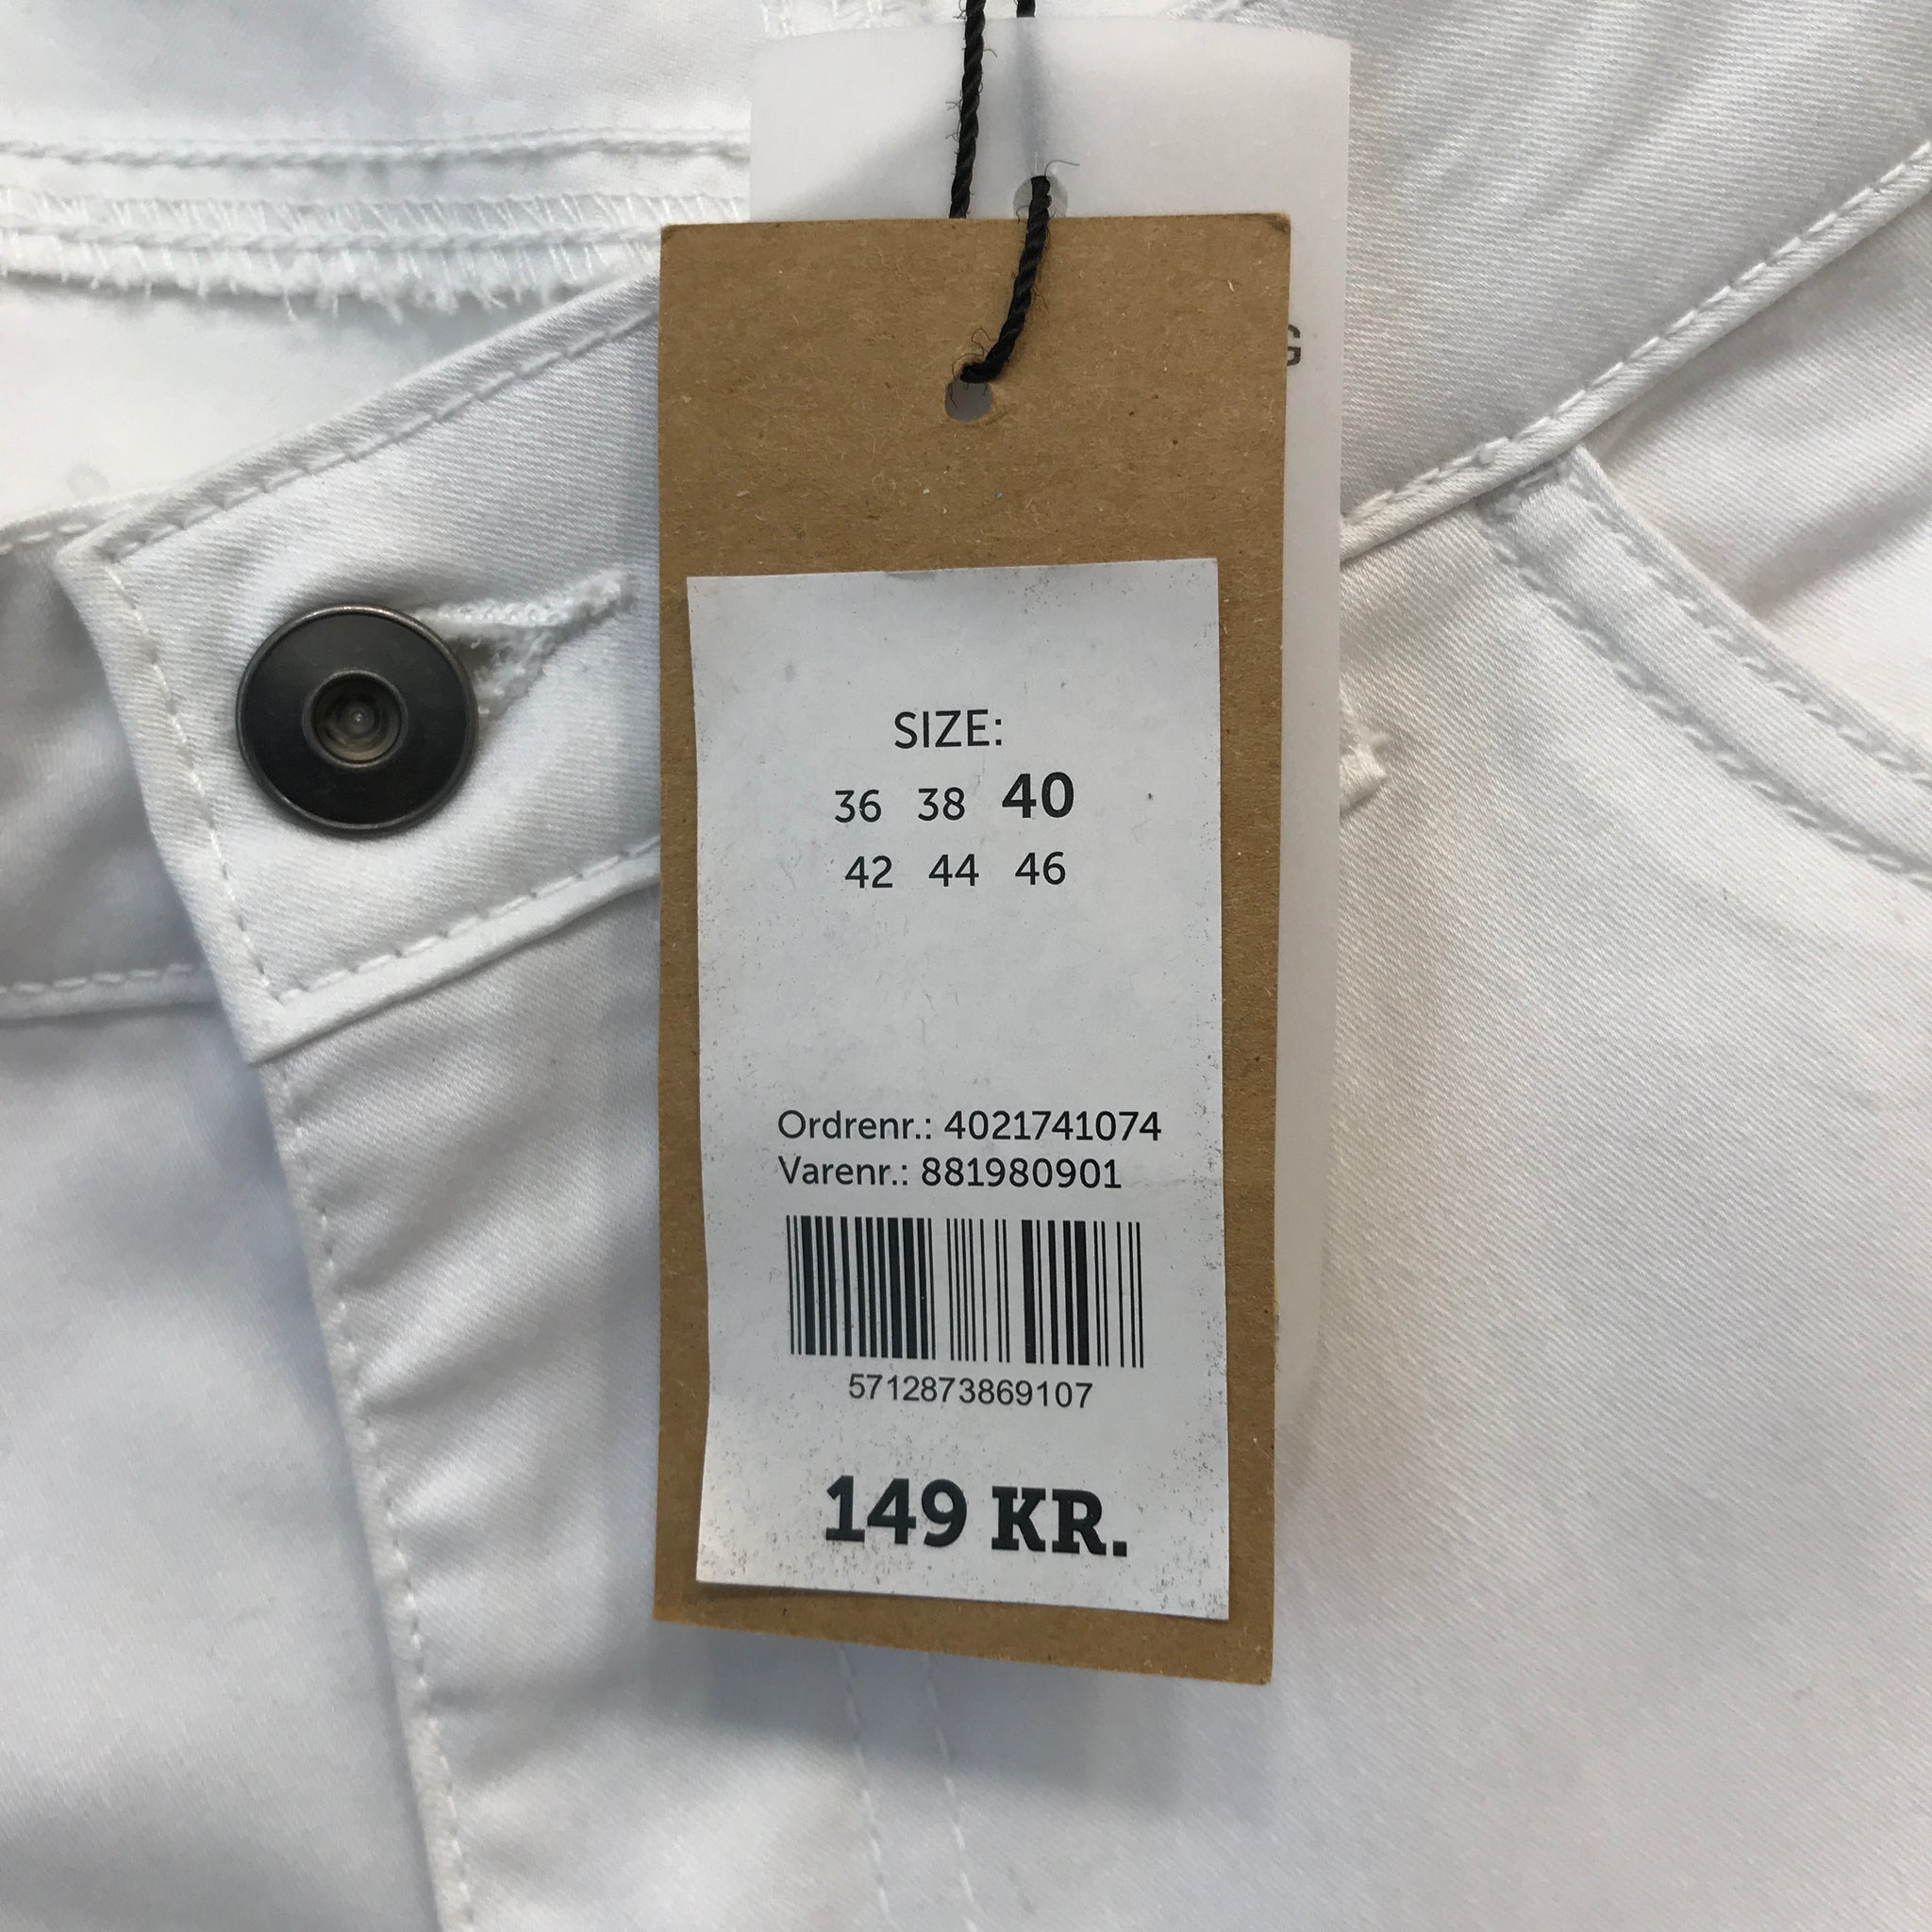 G
SIZE:
36 38 40
42 44 46
Ordrenr.: 4021741074
Varenr.: 881980901
5712873869107
149 KR.